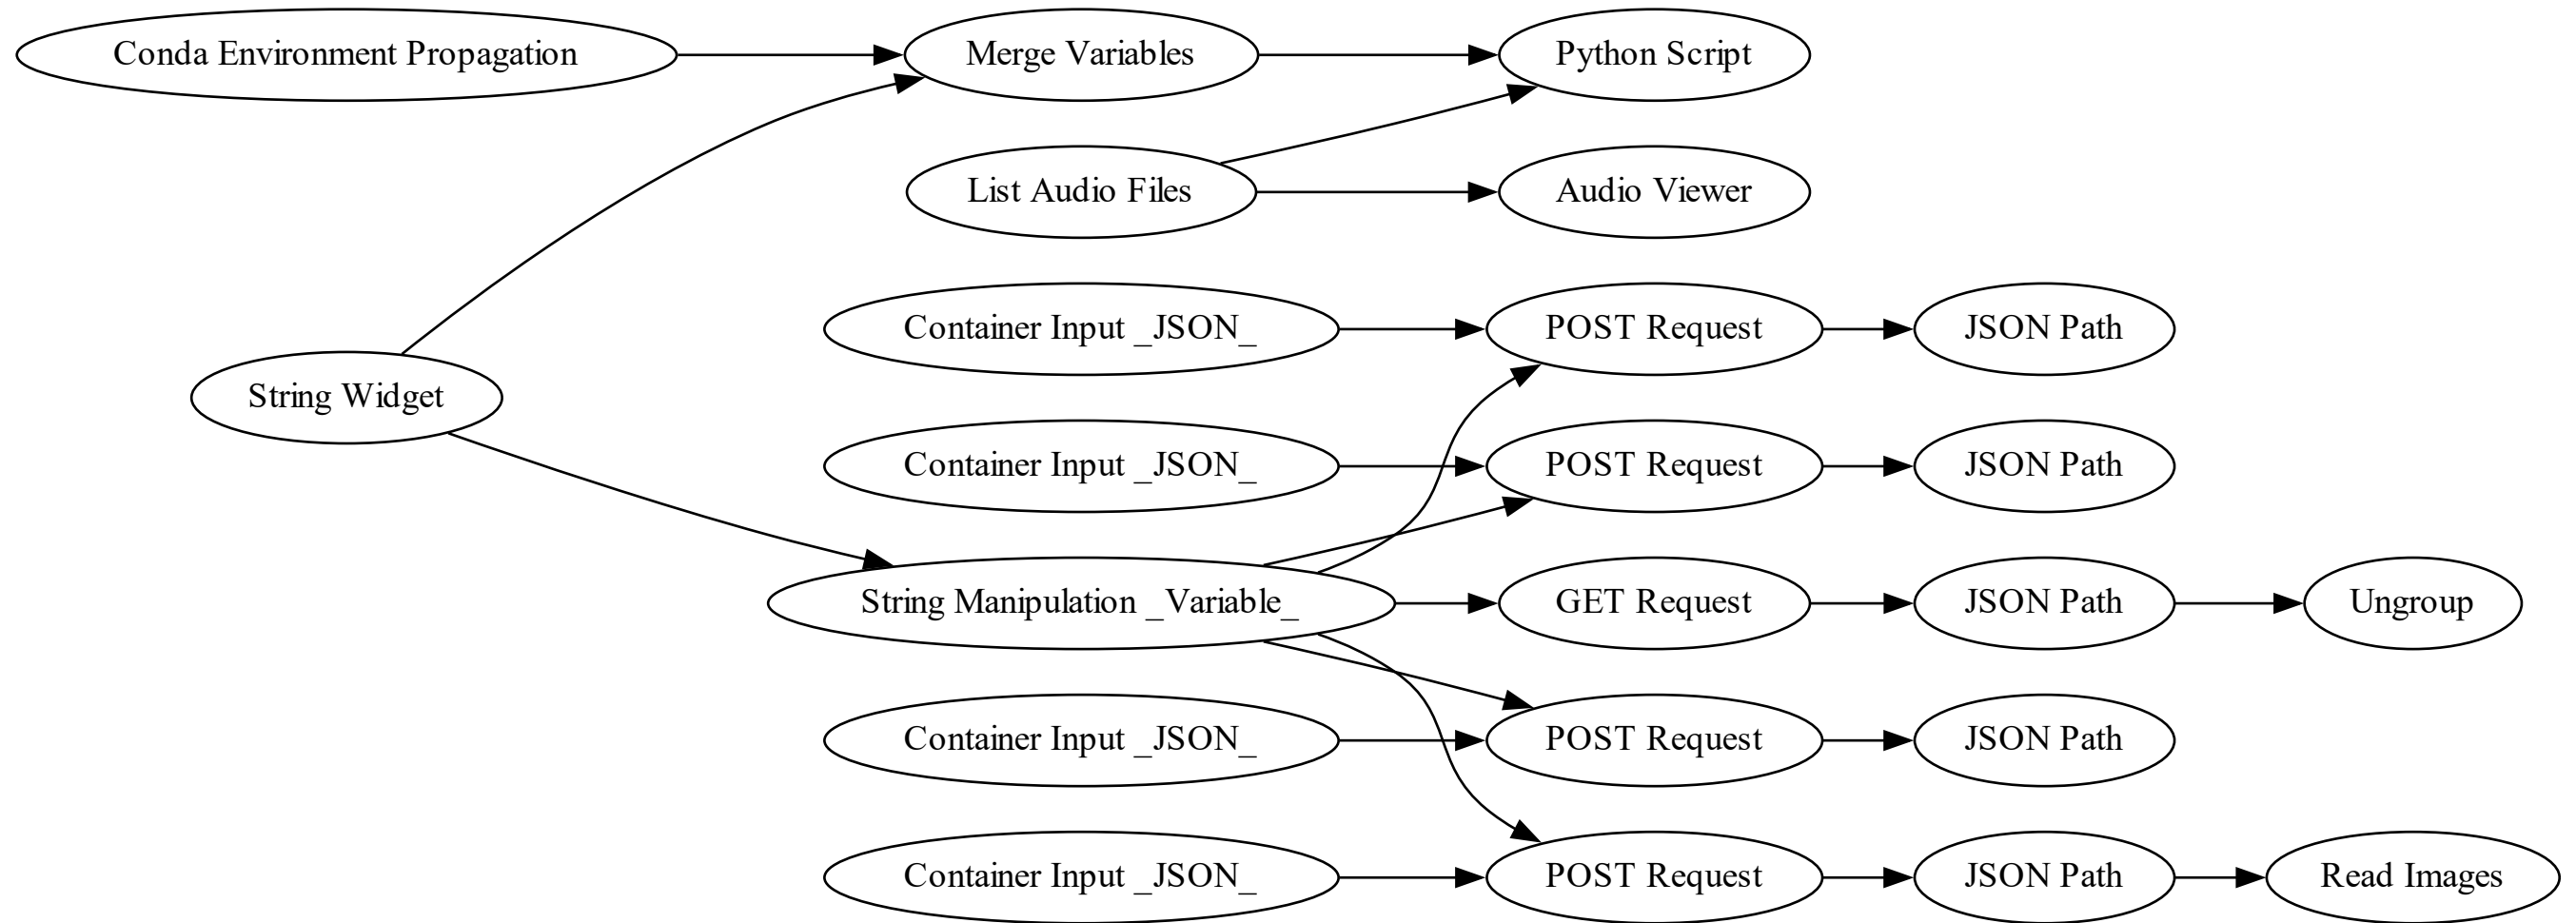 Conda Environment Propagation
Merge Variables
Python Script
List Audio Files
Audio Viewer
Container Input _JSON_
POST Request
JSON Path
String Widget
Container Input _JSON_
POST Request
JSON Path
String Manipulation _Variable_
GET Request
JSON Path
Ungroup
Container Input _JSON_
POST Request
JSON Path
Container Input _JSON_
POST Request
JSON Path
Read Images